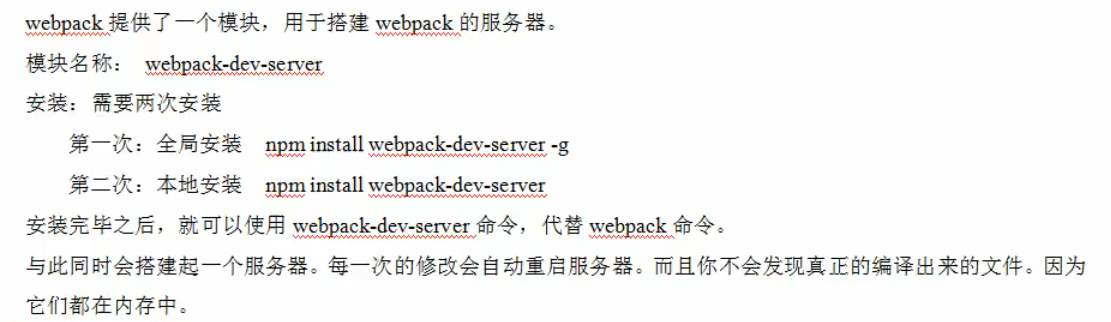 webpack 提供了一个模块，用于搭建 webpack 的服务器。
模块名称： webpack-dev-server
安装：需要两次安装
第一次：全局安装 npm install webpack-dev-server -g
第二次：本地安装 npm install webpack-dev-server
安装完毕之后，就可以使用 webpack-dev-server 命令，代替 webpack 命令。
与此同时会搭建起一个服务器。每一次的修改会自动重启服务器。而且你不会发现真正的编译出来的文件。因为
它们都在内存中。